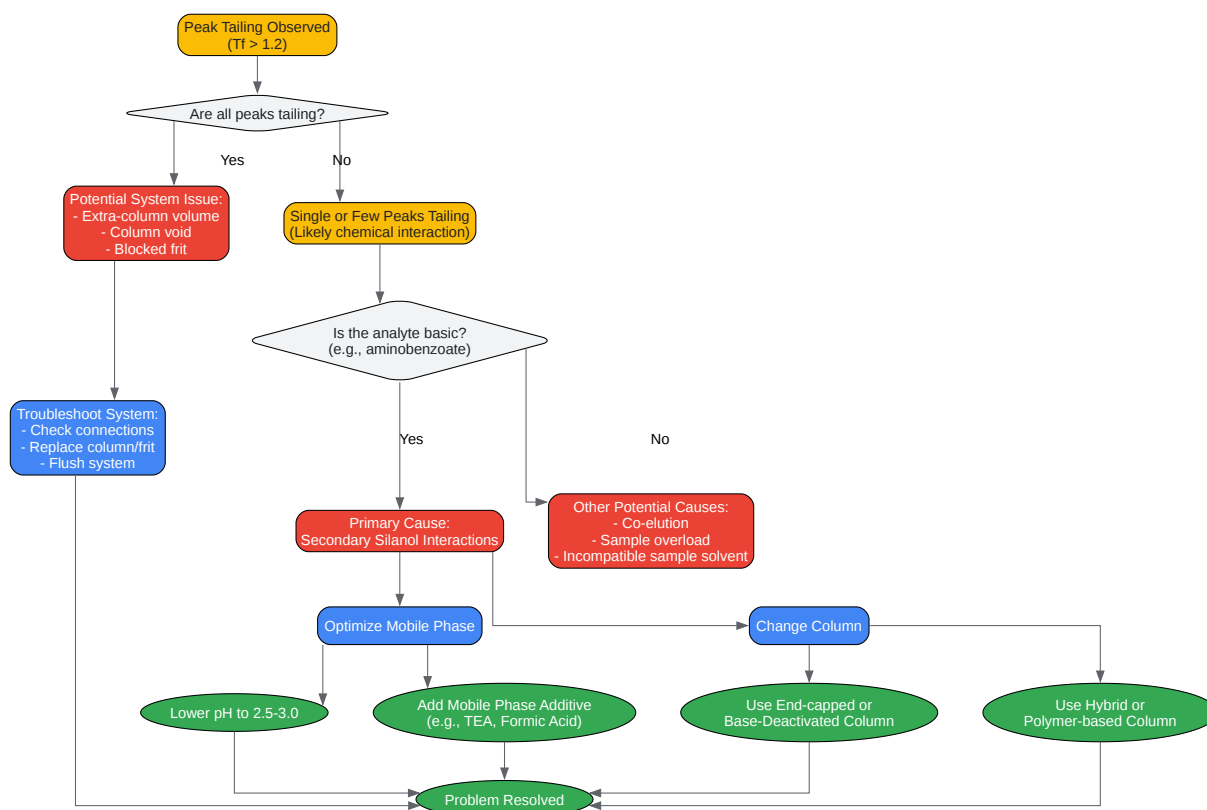 Peak Tailing Observed
(Tf > 1.2)
Are all peaks tailing?
Yes
No
Potential System Issue:
- Extra-column volume
- Column void
- Blocked frit
Single or Few Peaks Tailing
(Likely chemical interaction)
Is the analyte basic?
(e.g., aminobenzoate)
Troubleshoot System:
- Check connections
- Replace column/frit
- Flush system
Yes
No
Primary Cause:
Secondary Silanol Interactions
Other Potential Causes:
- Co-elution
- Sample overload
- Incompatible sample solvent
Optimize Mobile Phase
Change Column
Lower pH to 2.5-3.0
Add Mobile Phase Additive
(e.g., TEA, Formic Acid)
Use End-capped or
Base-Deactivated Column
Use Hybrid or
Polymer-based Column
Problem Resolved